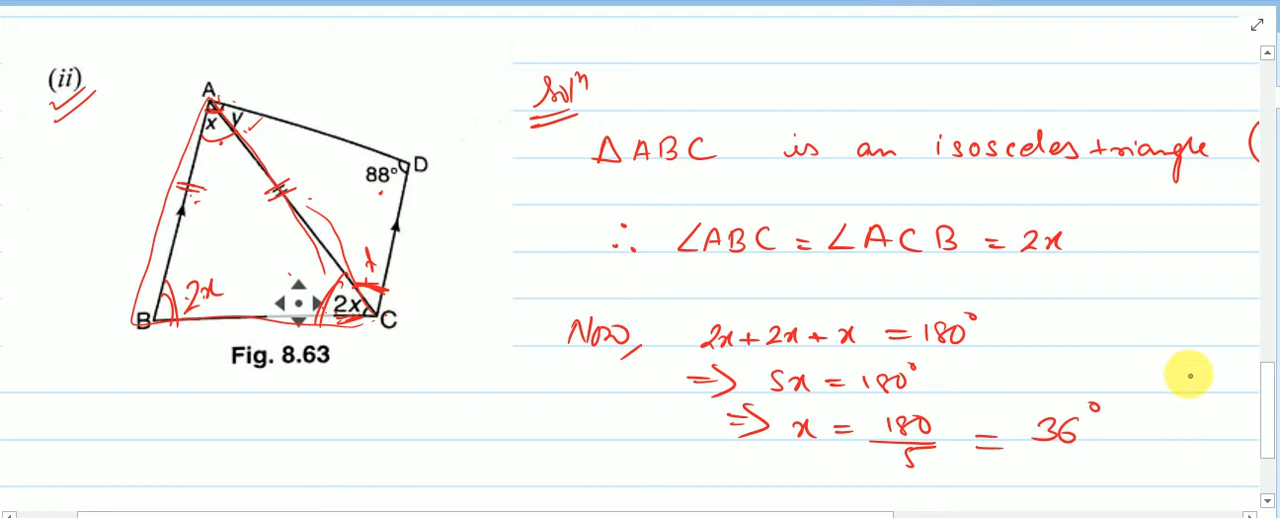 (ii)
A
x y
D
88°
2x
x
2x
B
C
Fig. 8.63
Solⁿ
△ABC is an isosceles triangle (
∴ ∠ABC = ∠ACB = 2x
Now, 2x + 2x + x = 180°
⇒ 5x = 180°
⇒ x = 180/5 = 36°